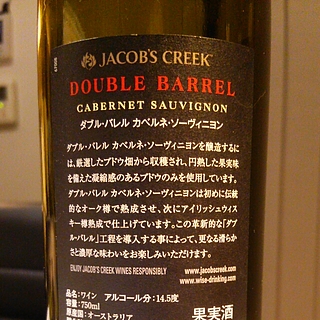 JACOB'S CREEK™
DOUBLE BARREL
CABERNET SAUVIGNON
ダブル・バレル カベルネ・ソーヴィニヨン
ダブル・バレル カベルネ・ソーヴィニヨンを醸造するに
は、厳選したブドウ畑から収穫され、円熟した果実味
を備えた凝縮感のあるブドウのみを使用しています。
ダブル・バレル カベルネ・ソーヴィニヨンは初めに伝統
的なオーク樽で熟成させ、次にアイリッシュウィス
キー樽熟成で仕上げています。この革新的な「ダブ
ル・バレル」工程を導入する事によって、更なる滑らか
さと濃厚な味わいをお楽しみいただけます。
ENJOY JACOB'S CREEK WINES RESPONSIBLY
www.jacobscreek.com
www.wise-drinking.com
品名:ワイン アルコール分:14.5度
容量:750ml
原産国:オーストラリア
果実酒